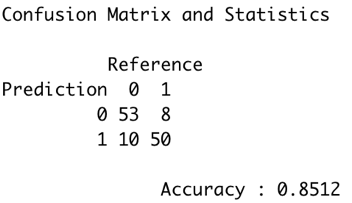 Confusion Matrix and Statistics
Reference
Prediction 0 1
0 53 8
1 10 50
Accuracy : 0.8512